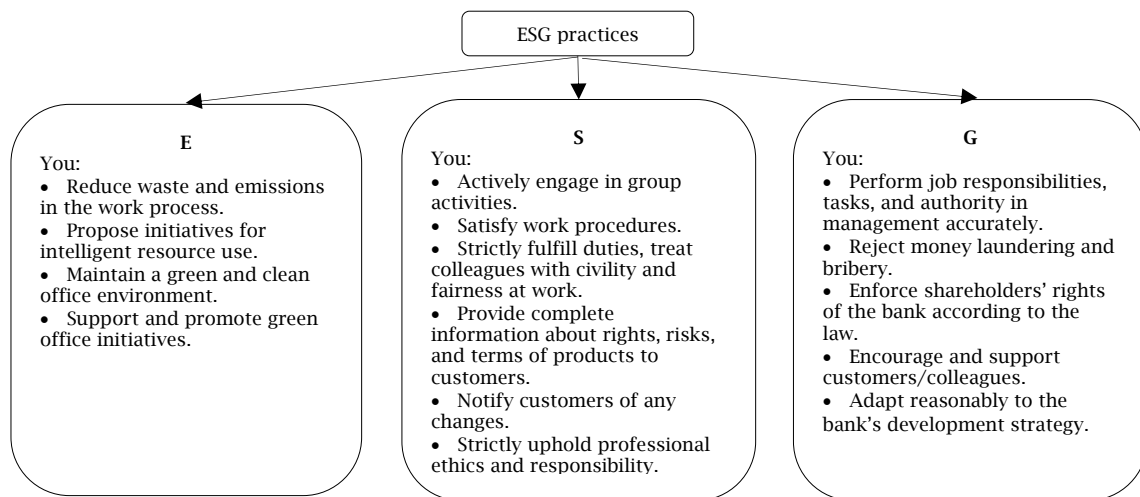 ESG practices
E
You:
• Reduce waste and emissions
in the work process.
• Propose initiatives for
intelligent resource use.
• Maintain a green and clean
office environment.
• Support and promote green
office initiatives.
S
You:
• Actively engage in group
activities.
• Satisfy work procedures.
• Strictly fulfill duties, treat
colleagues with civility and
fairness at work.
• Provide complete
information about rights, risks,
and terms of products to
customers.
• Notify customers of any
changes.
• Strictly uphold professional
ethics and responsibility.
G
You:
• Perform job responsibilities,
tasks, and authority in
management accurately.
• Reject money laundering and
bribery.
• Enforce shareholders' rights
of the bank according to the
law.
• Encourage and support
customers/colleagues.
• Adapt reasonably to the
bank's development strategy.